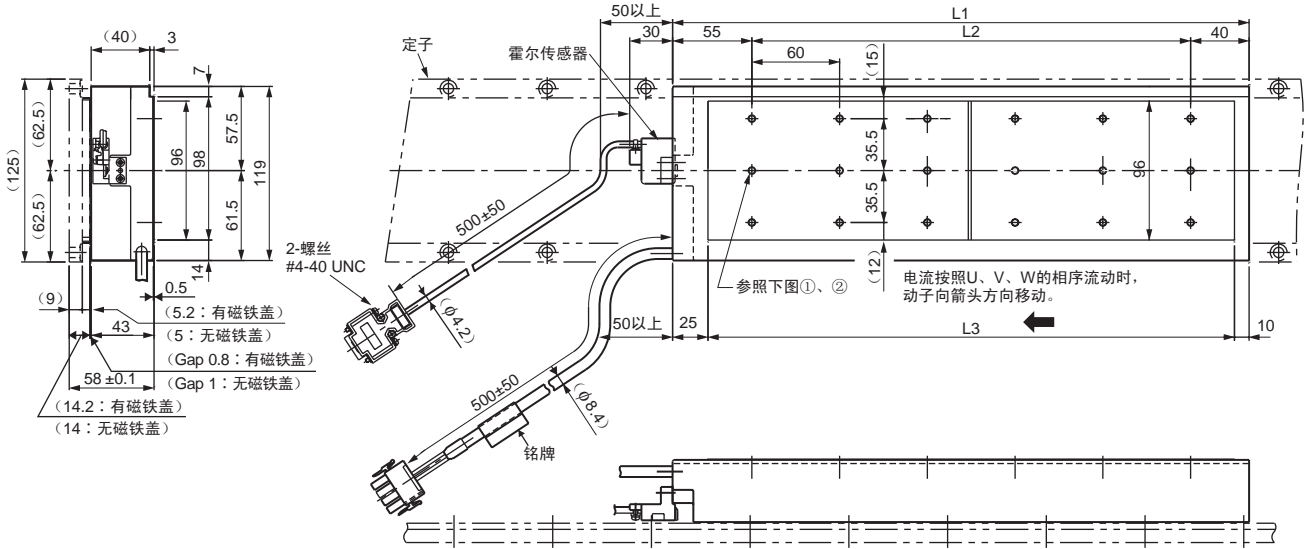 (40)
3
7
(125)
(62.5)
(62.5)
96
98
57.5
61.5
119
14
0.5
(9)
43
58 ±0.1
(5.2：有磁铁盖)
(5：无磁铁盖)
(Gap 0.8：有磁铁盖)
(Gap 1：无磁铁盖)
(14.2：有磁铁盖)
(14：无磁铁盖)
50以上
L1
30
55
L2
40
定子
霍尔传感器
60
(15)
35.5
35.5
96
(12)
500±50
2-螺丝
#4-40 UNC
(φ4.2)
参照下图①、②
电流按照U、V、W的相序流动时，
动子向箭头方向移动。
50以上
25
L3
10
500±50
(φ8.4)
铭牌